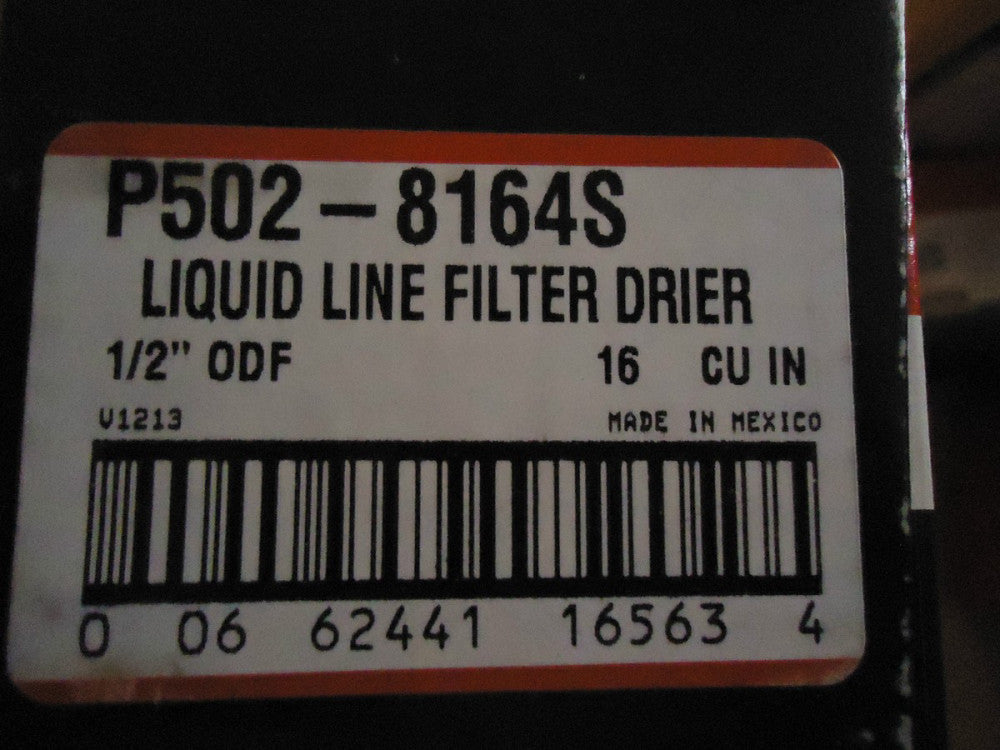 P502-8164S
LIQUID LINE FILTER DRIER
1/2" ODF 16 CU IN
V1213 MADE IN MEXICO
0 06 62441 16563 4